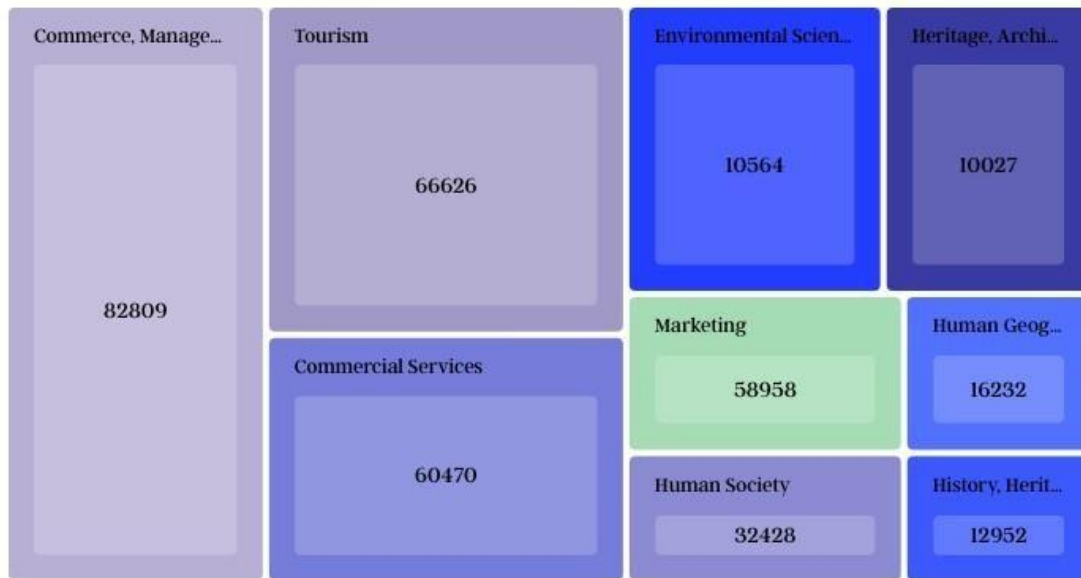 Commerce, Manage...
82809
Tourism
66626
Commercial Services
60470
Environmental Scien...
10564
Heritage, Archi...
10027
Marketing
58958
Human Geog...
16232
Human Society
32428
History, Herit...
12952